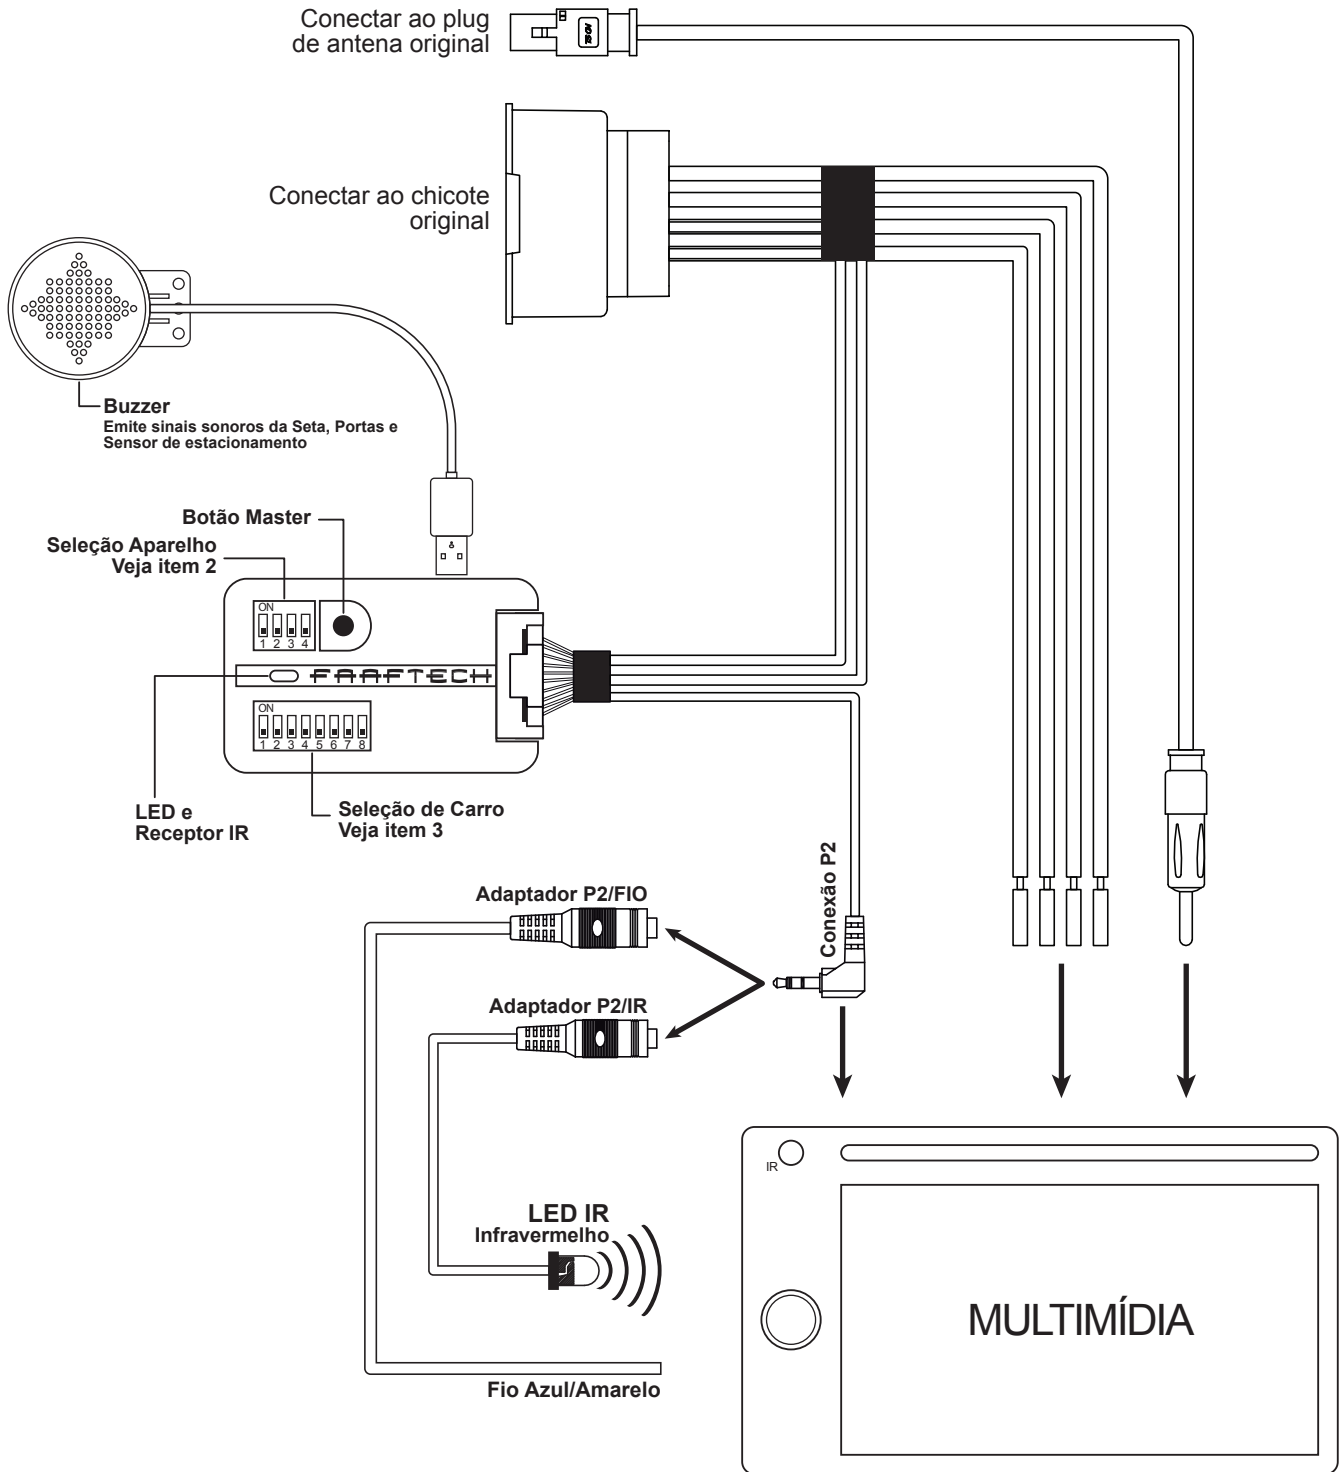 Conectar ao plug
de antena original
Conectar ao chicote
original
Buzzer
Emite sinais sonoros da Seta, Portas e
Sensor de estacionamento
Botão Master
Seleção Aparelho
Veja item 2
ON
1 2 3 4
FAAFTECH
ON
1 2 3 4 5 6 7 8
LED e
Receptor IR
Seleção de Carro
Veja item 3
Conexão P2
Adaptador P2/FIO
Adaptador P2/IR
LED IR
Infravermelho
Fio Azul/Amarelo
IR
MULTIMÍDIA